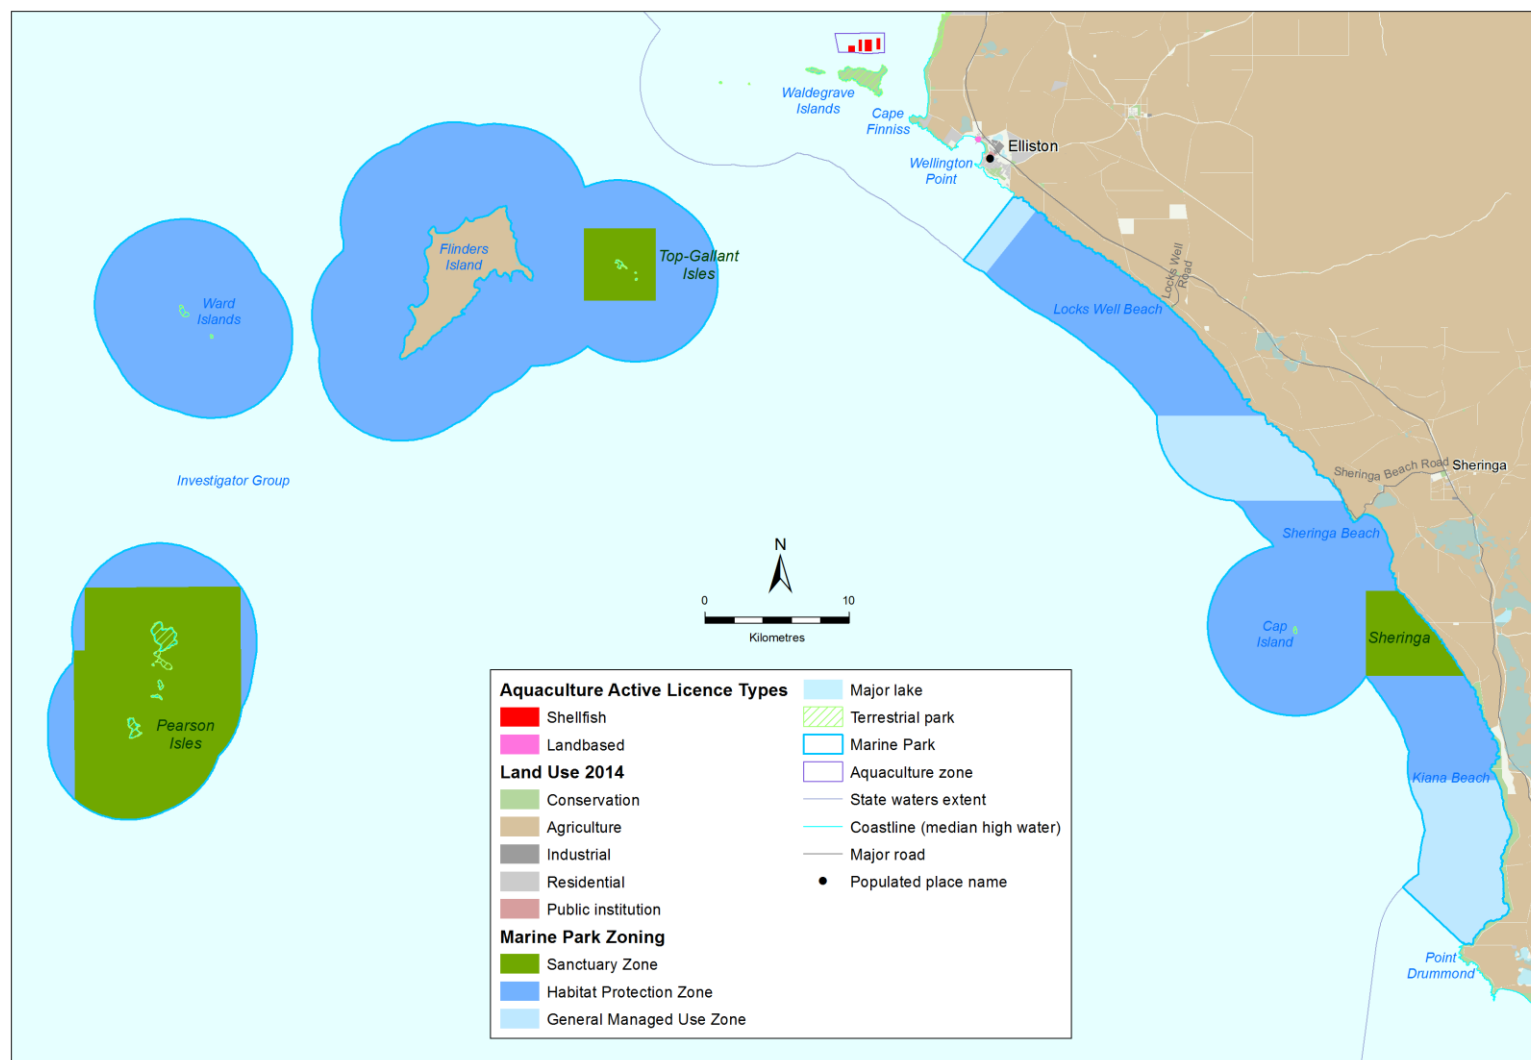 Waldegrave
Islands
Cape
Finniss
Elliston
Wellington
Point
Flinders
Island
Top-Gallant
Isles
Locks Well
Road
Ward
Islands
Locks Well Beach
Investigator Group
Sheringa Beach Road
Sheringa
Sheringa Beach
N
0
10
Kilometres
Cap
Island
Sheringa
Pearson
Isles
Kiana Beach
Point
Drummond
Aquaculture Active Licence Types
Shellfish
Landbased
Land Use 2014
Conservation
Agriculture
Industrial
Residential
Public institution
Marine Park Zoning
Sanctuary Zone
Habitat Protection Zone
General Managed Use Zone
Major lake
Terrestrial park
Marine Park
Aquaculture zone
State waters extent
Coastline (median high water)
Major road
Populated place name